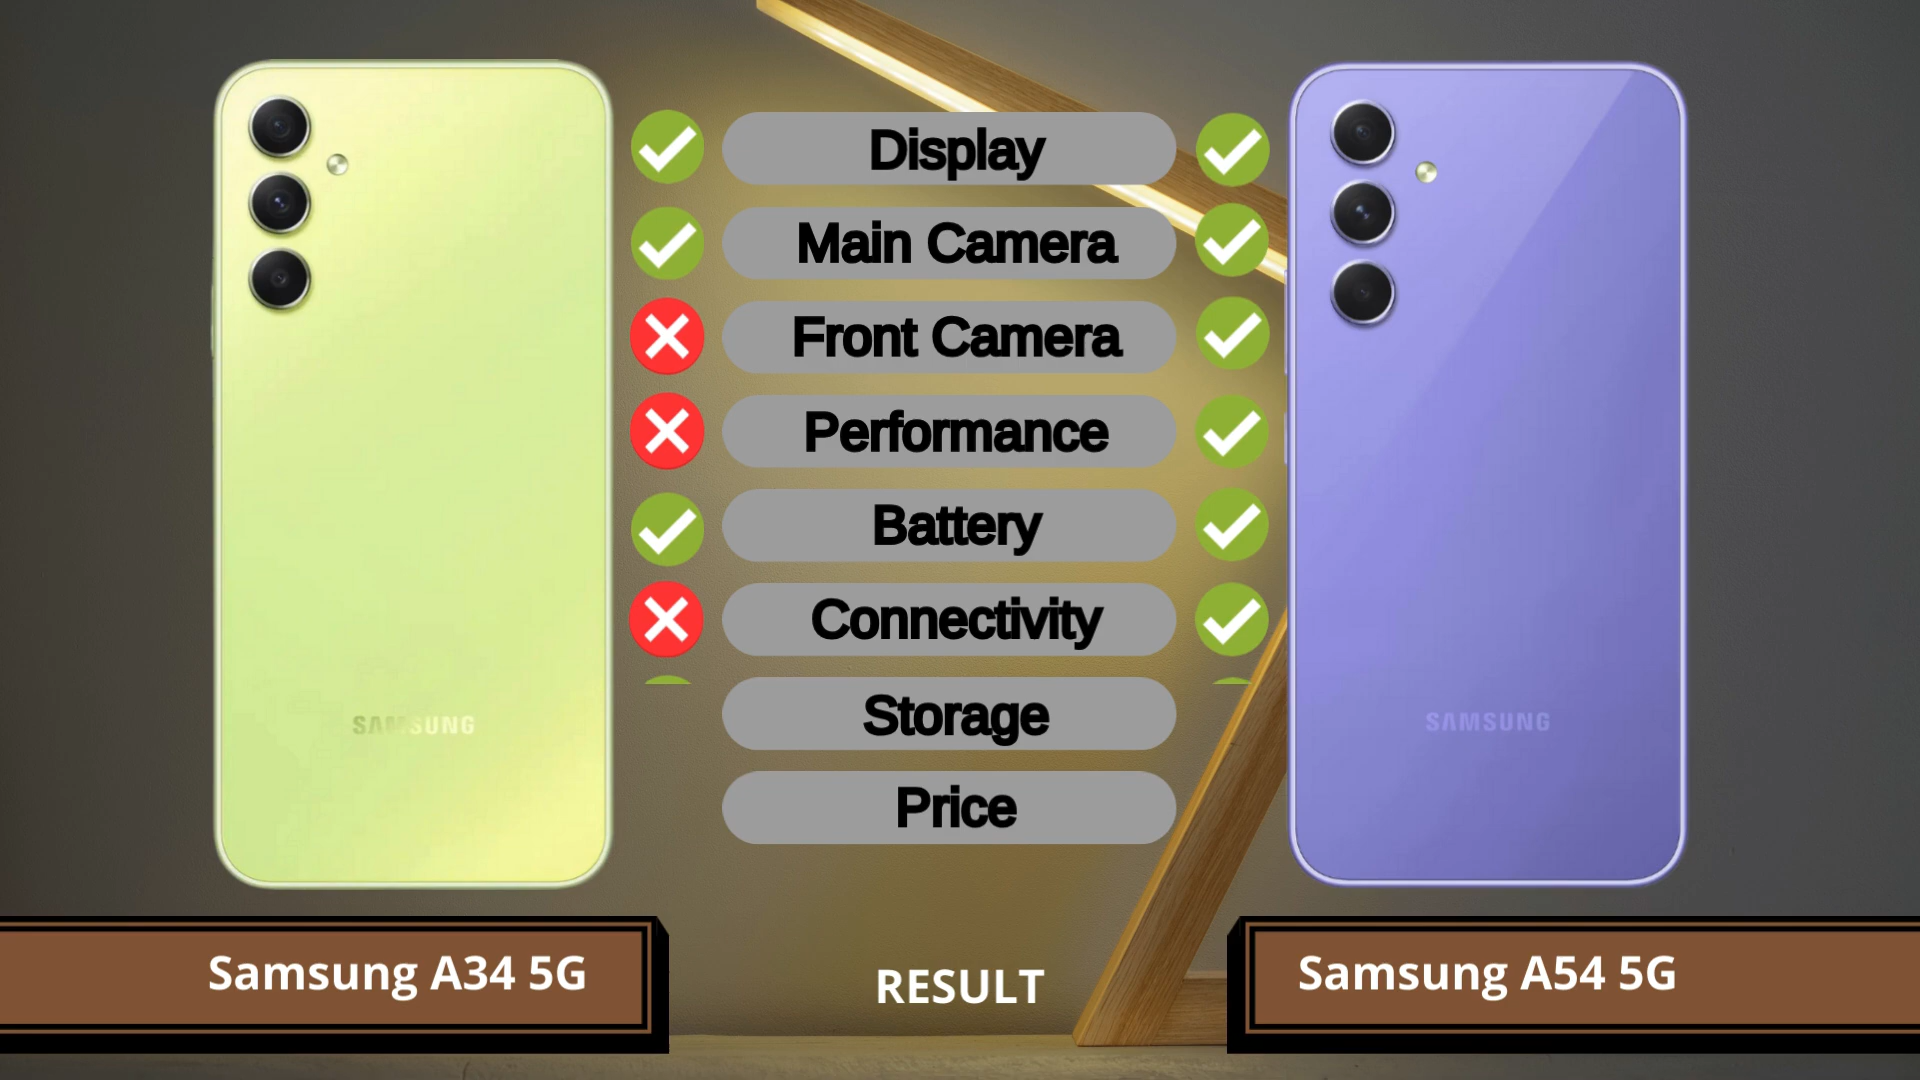 Display
Main Camera
Front Camera
Performance
Battery
Connectivity
Storage
Price
SAMSUNG
SAMSUNG
Samsung A34 5G
RESULT
Samsung A54 5G